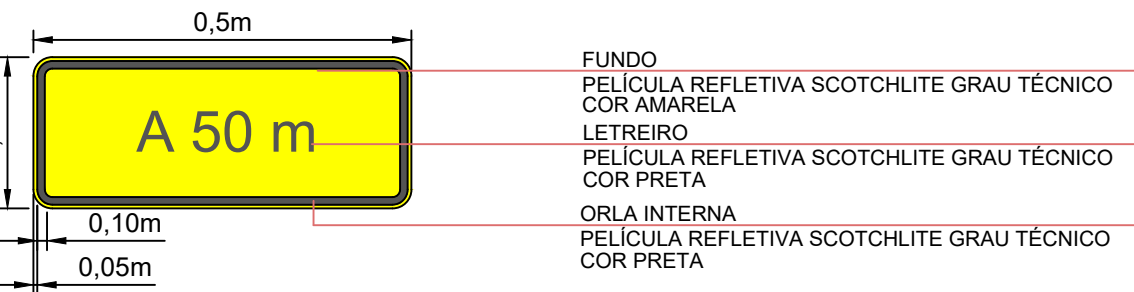 0,5m
A 50 m
0,10m
0,05m
FUNDO
PELÍCULA REFLETIVA SCOTCHLITE GRAU TÉCNICO
COR AMARELA
LETREIRO
PELÍCULA REFLETIVA SCOTCHLITE GRAU TÉCNICO
COR PRETA
ORLA INTERNA
PELÍCULA REFLETIVA SCOTCHLITE GRAU TÉCNICO
COR PRETA